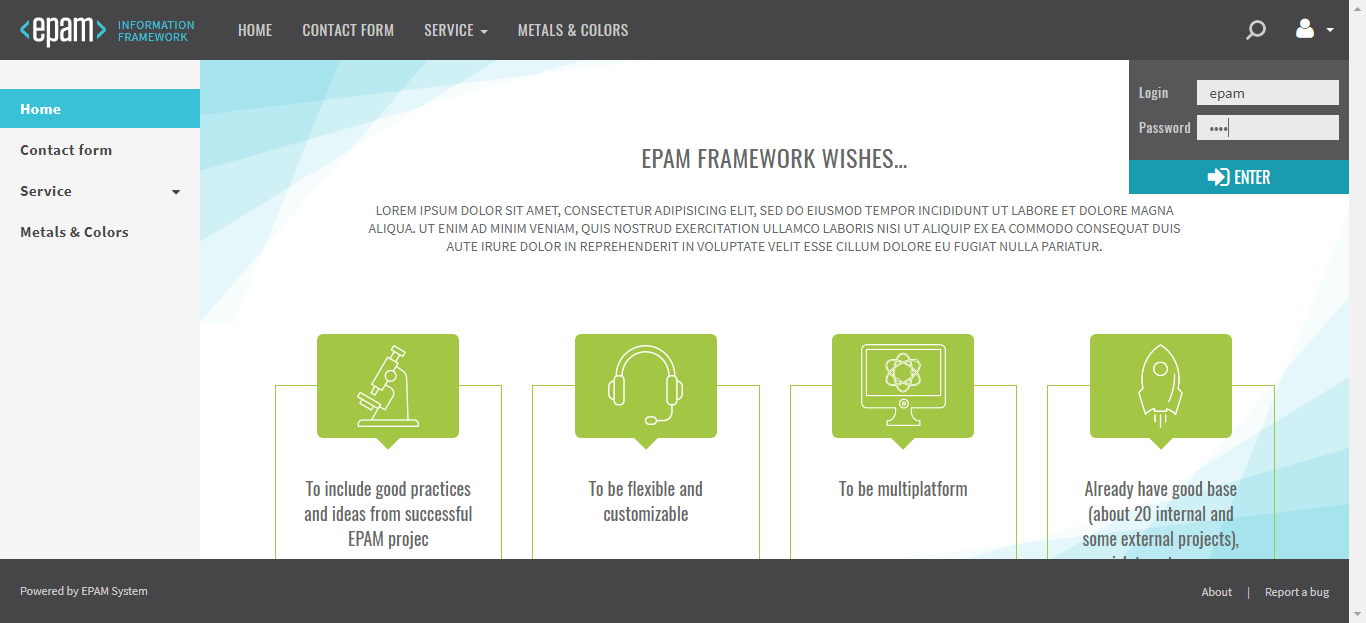 <epam>
INFORMATION
FRAMEWORK
HOME
CONTACT FORM
SERVICE
METALS & COLORS
Home
Contact form
Service
Metals & Colors
Login
epam
Password
••••
ENTER
EPAM FRAMEWORK WISHES...
LOREM IPSUM DOLOR SIT AMET, CONSECTETUR ADIPISICING ELIT, SED DO EIUSMOD TEMPOR INCIDIDUNT UT LABORE ET DOLORE MAGNA
ALIQUA. UT ENIM AD MINIM VENIAM, QUIS NOSTRUD EXERCITATION ULLAMCO LABORIS NISI UT ALIQUIP EX EA COMMODO CONSEQUAT DUIS
AUTE IRURE DOLOR IN REPREHENDERIT IN VOLUPTATE VELIT ESSE CILLUM DOLORE EU FUGIAT NULLA PARIATUR.
To include good practices
and ideas from successful
EPAM projec
To be flexible and
customizable
To be multiplatform
Already have good base
(about 20 internal and
some external projects),
Powered by EPAM System
About
|
Report a bug